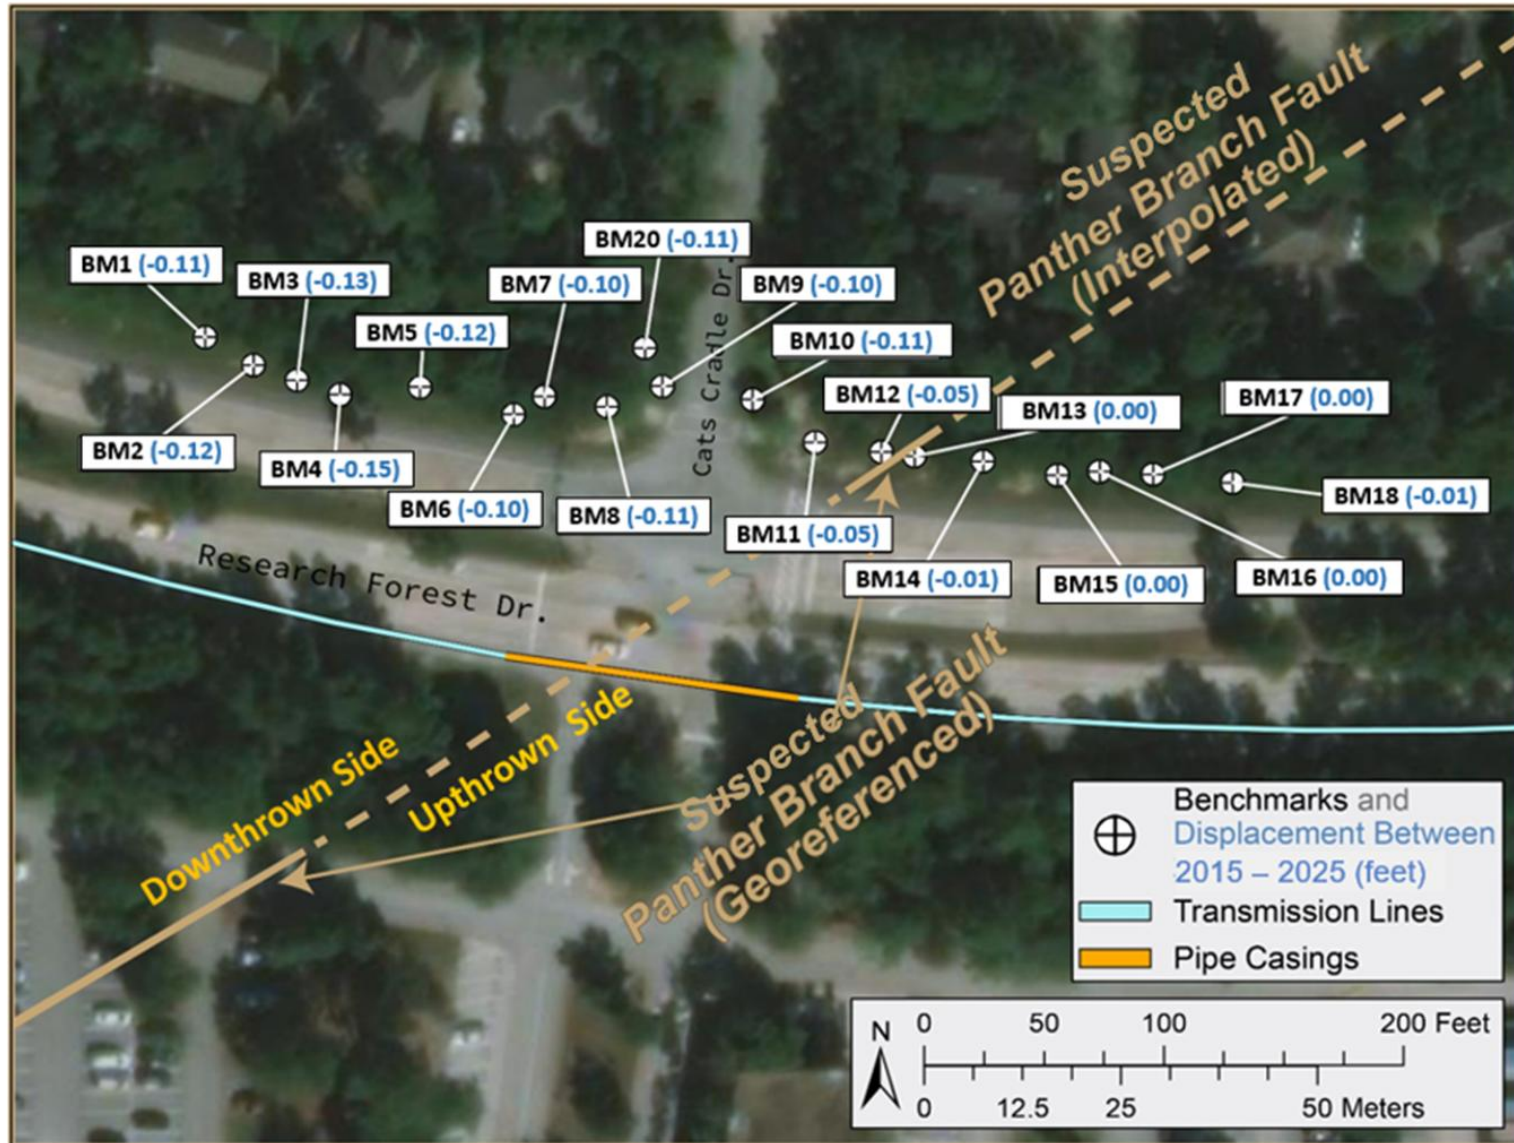 Suspected
Panther Branch Fault
(Interpolated)
BM20 (-0.11)
BM1 (-0.11)
BM3 (-0.13)
BM7 (-0.10)
BM9 (-0.10)
BM5 (-0.12)
BM10 (-0.11)
Cats Cradle Dr.
BM12 (-0.05)
BM13 (0.00)
BM17 (0.00)
BM2 (-0.12)
BM4 (-0.15)
BM6 (-0.10)
BM8 (-0.11)
BM11 (-0.05)
BM18 (-0.01)
BM14 (-0.01)
BM15 (0.00)
BM16 (0.00)
Research Forest Dr.
Downthrown Side
Upthrown Side
Suspected
Panther Branch Fault
(Georeferenced)
Benchmarks and
Displacement Between
2015 – 2025 (feet)
Transmission Lines
Pipe Casings
N
0 50 100 200 Feet
0 12.5 25 50 Meters